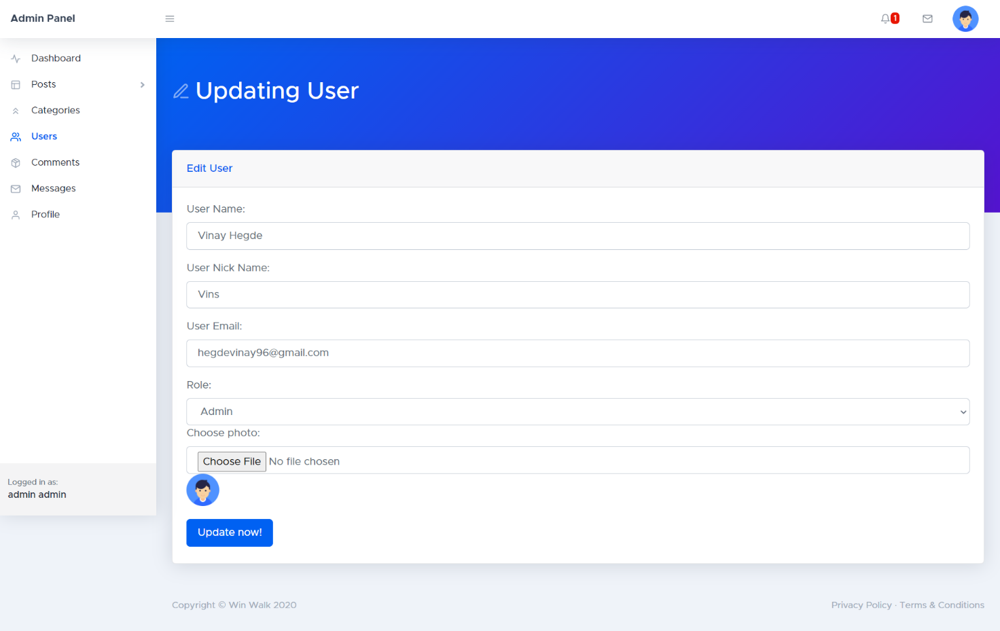 Admin Panel
1
Dashboard
Posts
Categories
Users
Comments
Messages
Profile
Logged in as:
admin admin
Updating User
Edit User
User Name:
Vinay Hegde
User Nick Name:
Vins
User Email:
hegdevinay96@gmail.com
Role:
Admin
Choose photo:
Choose File No file chosen
Update now!
Copyright © Win Walk 2020
Privacy Policy · Terms & Conditions